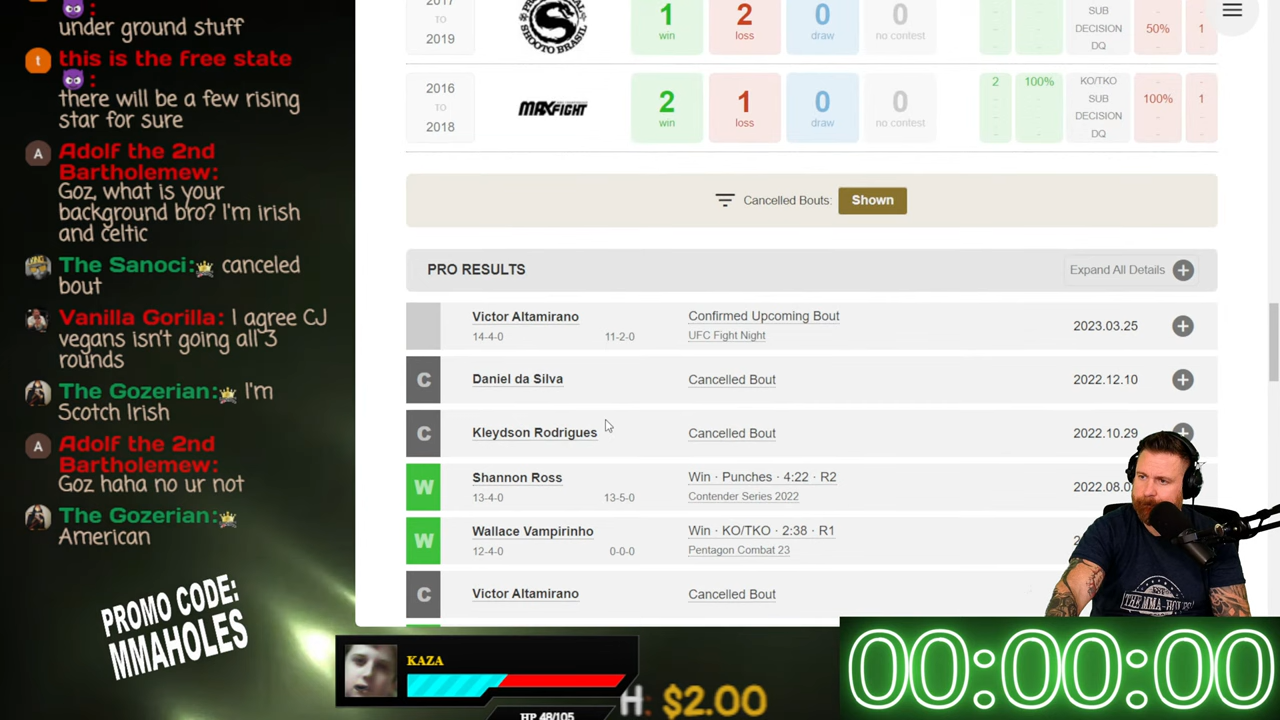 under ground stuff
this is the free state
:
there will be a few rising
star for sure
Adolf the 2nd
Bartholemew:
Goz, what is your
background bro? I'm irish
and celtic
The Sanoci: canceled
bout
Vanilla Gorilla: I agree CJ
vegans isn't going all 3
rounds
The Gozerian: I'm
Scotch Irish
Adolf the 2nd
Bartholemew:
Goz haha no ur not
The Gozerian:
American
PROMO CODE:
MMAHOLES
2017
TO
2019
SHOOTO BRASIL
1
win
2
loss
0
draw
0
no contest
SUB
DECISION
DQ
50%
1
2016
TO
2018
MAXFIGHT
2
win
1
loss
0
draw
0
no contest
2 100% KO/TKO
SUB
DECISION
DQ
100% 1
Cancelled Bouts: Shown
PRO RESULTS Expand All Details
Victor Altamirano Confirmed Upcoming Bout
14-4-0 11-2-0 UFC Fight Night 2023.03.25
C Daniel da Silva Cancelled Bout 2022.12.10
C Kleydson Rodrigues Cancelled Bout 2022.10.29
W Shannon Ross Win · Punches · 4:22 · R2
13-4-0 13-5-0 Contender Series 2022
W Wallace Vampirinho Win · KO/TKO · 2:38 · R1
12-4-0 0-0-0 Pentagon Combat 23
C Victor Altamirano Cancelled Bout
THE MMA-HOLES
KAZA
HP 48/105
H: $2.00
00:00:00